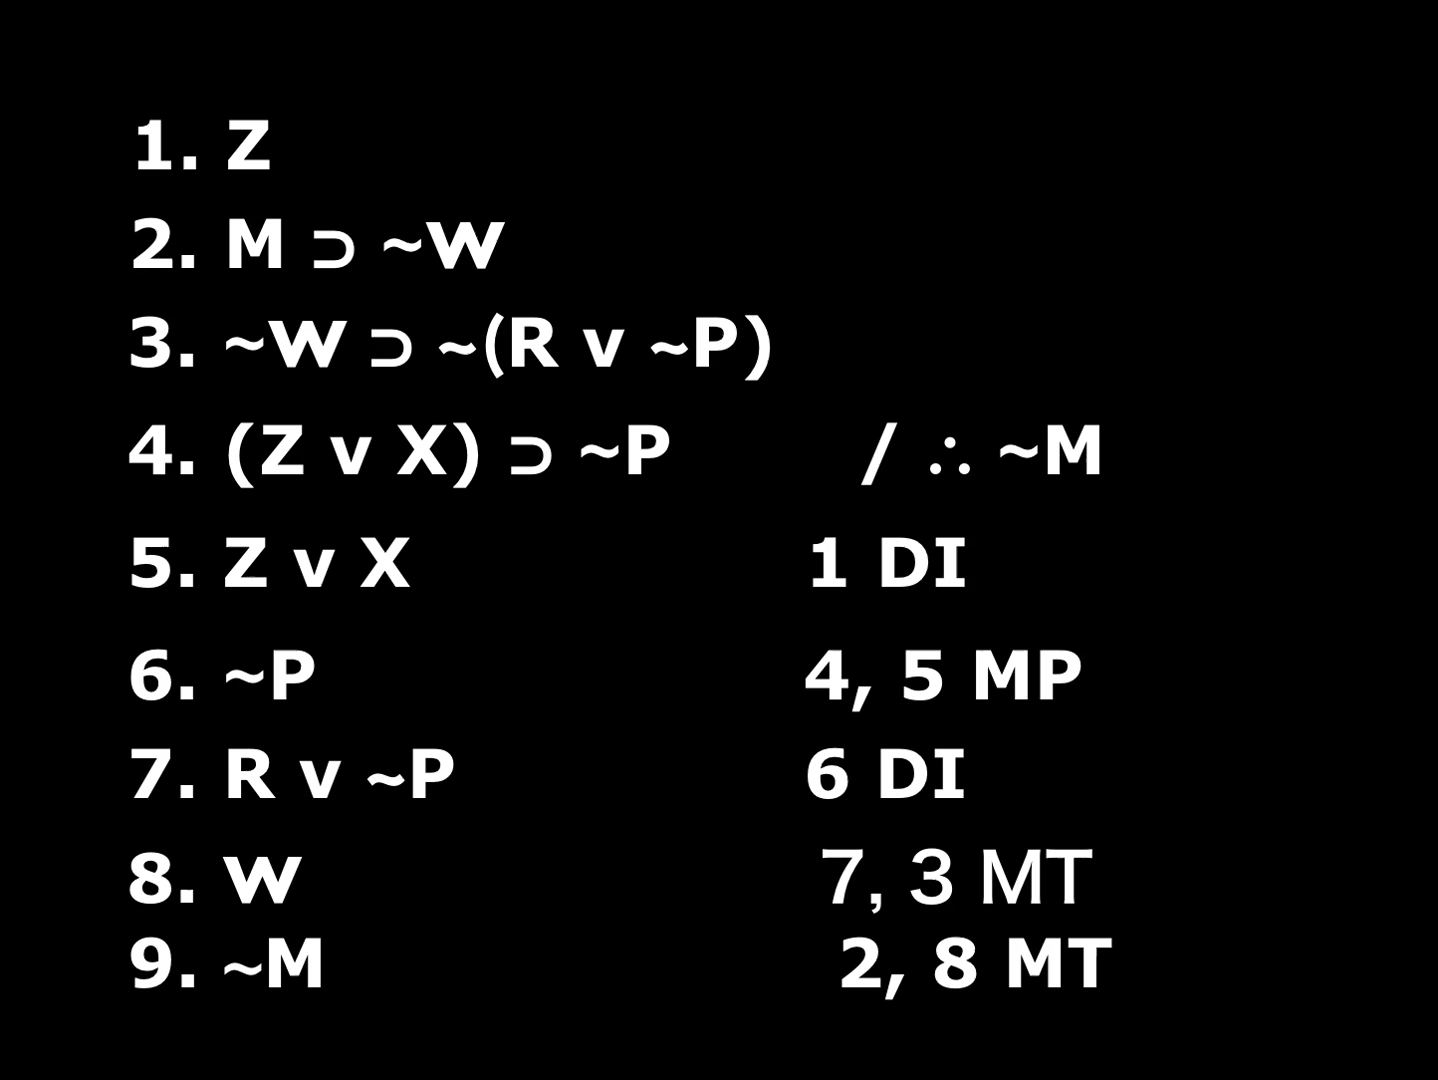 1. Z
2. M ⊃ ~W
3. ~W ⊃ ~(R v ~P)
4. (Z v X) ⊃ ~P / ∴ ~M
5. Z v X 1 DI
6. ~P 4, 5 MP
7. R v ~P 6 DI
8. W 7, 3 MT
9. ~M 2, 8 MT